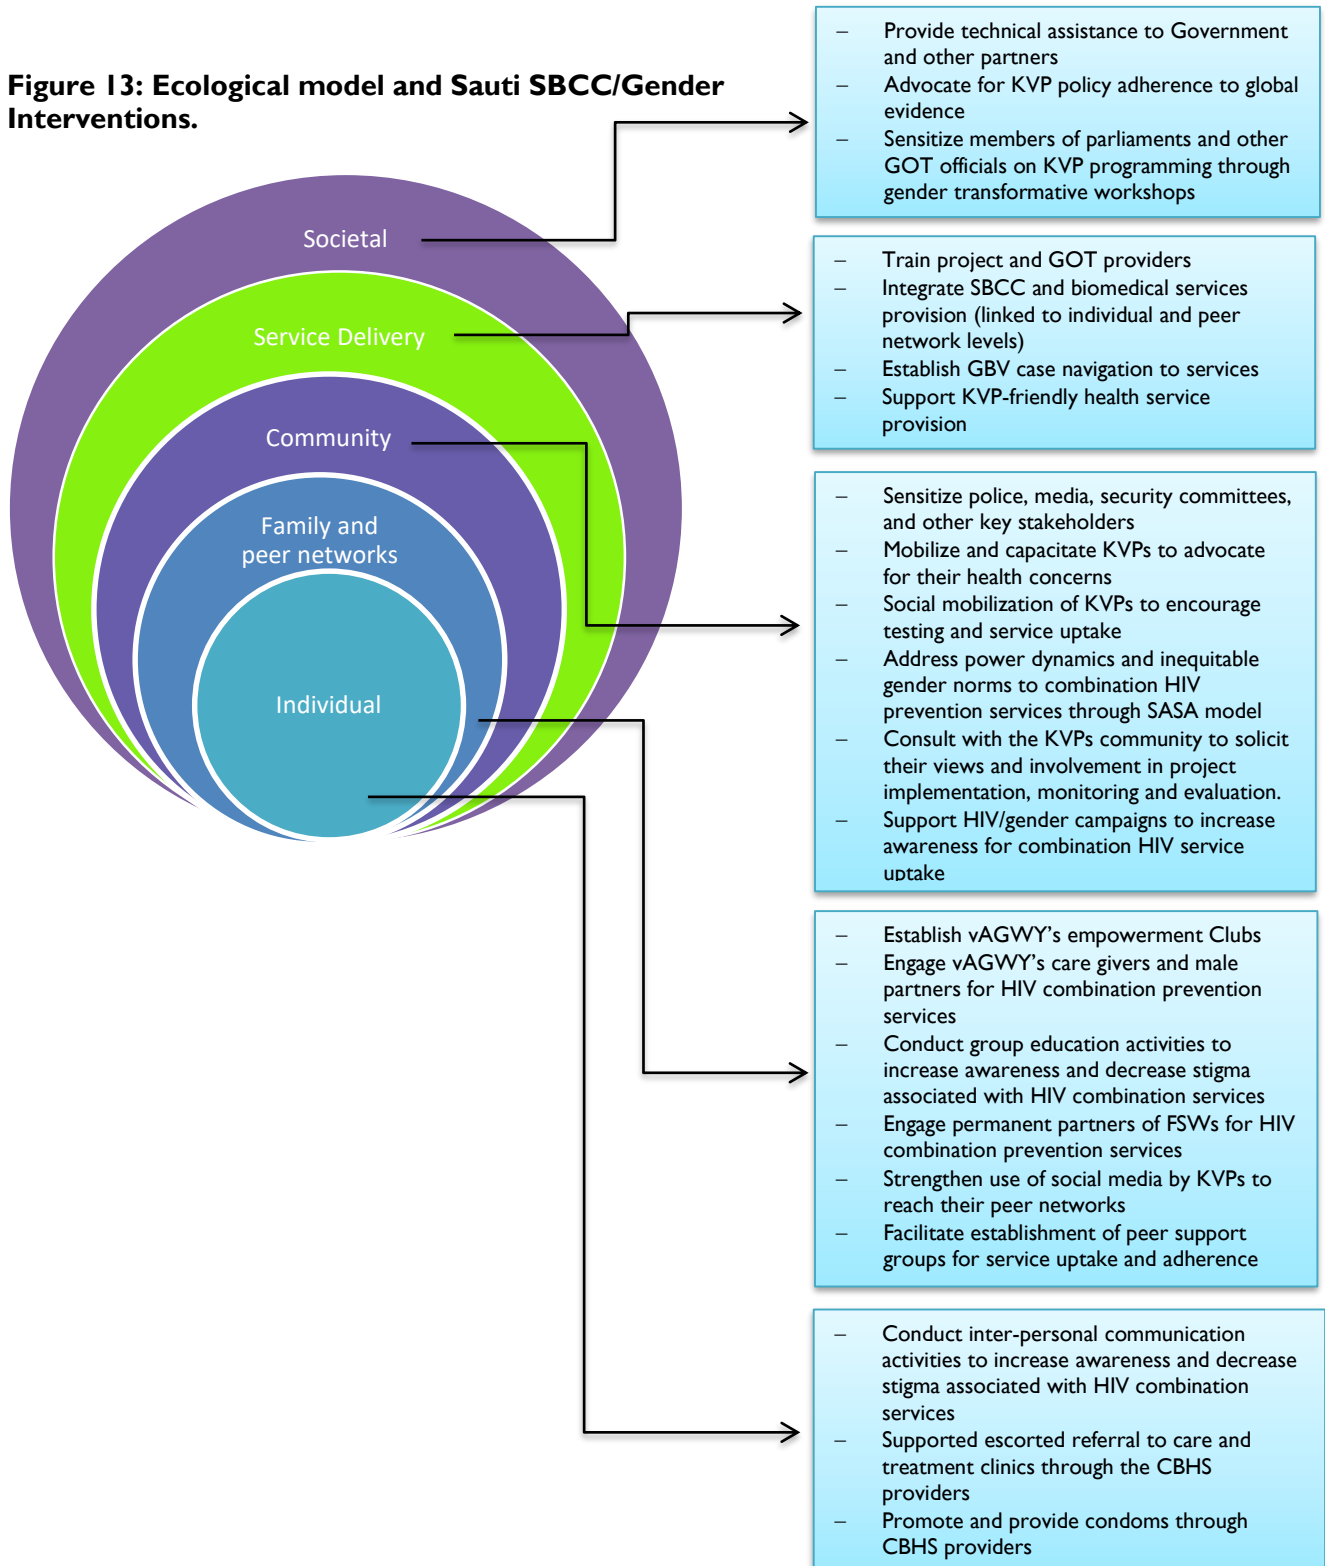 Figure 13: Ecological model and Sauti SBCC/Gender
Interventions.
Societal
Service Delivery
Community
Family and
peer networks
Individual
– Provide technical assistance to Government
and other partners
– Advocate for KVP policy adherence to global
evidence
– Sensitize members of parliaments and other
GOT officials on KVP programming through
gender transformative workshops
– Train project and GOT providers
– Integrate SBCC and biomedical services
provision (linked to individual and peer
network levels)
– Establish GBV case navigation to services
– Support KVP-friendly health service
provision
– Sensitize police, media, security committees,
and other key stakeholders
– Mobilize and capacitate KVPs to advocate
for their health concerns
– Social mobilization of KVPs to encourage
testing and service uptake
– Address power dynamics and inequitable
gender norms to combination HIV
prevention services through SASA model
– Consult with the KVPs community to solicit
their views and involvement in project
implementation, monitoring and evaluation.
– Support HIV/gender campaigns to increase
awareness for combination HIV service
uptake
– Establish vAGWY’s empowerment Clubs
– Engage vAGWY’s care givers and male
partners for HIV combination prevention
services
– Conduct group education activities to
increase awareness and decrease stigma
associated with HIV combination services
– Engage permanent partners of FSWs for HIV
combination prevention services
– Strengthen use of social media by KVPs to
reach their peer networks
– Facilitate establishment of peer support
groups for service uptake and adherence
– Conduct inter-personal communication
activities to increase awareness and decrease
stigma associated with HIV combination
services
– Supported escorted referral to care and
treatment clinics through the CBHS
providers
– Promote and provide condoms through
CBHS providers